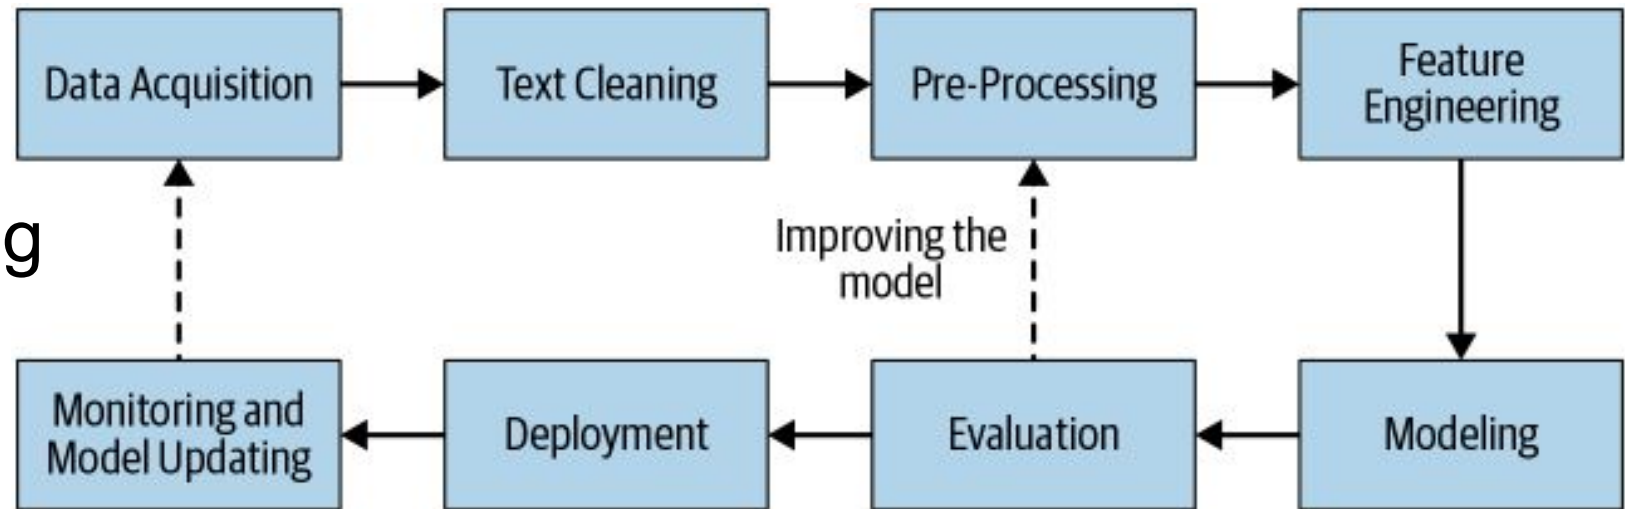 Data Acquisition
Text Cleaning
Pre-Processing
Feature
Engineering
g
Improving the
model
Monitoring and
Model Updating
Deployment
Evaluation
Modeling